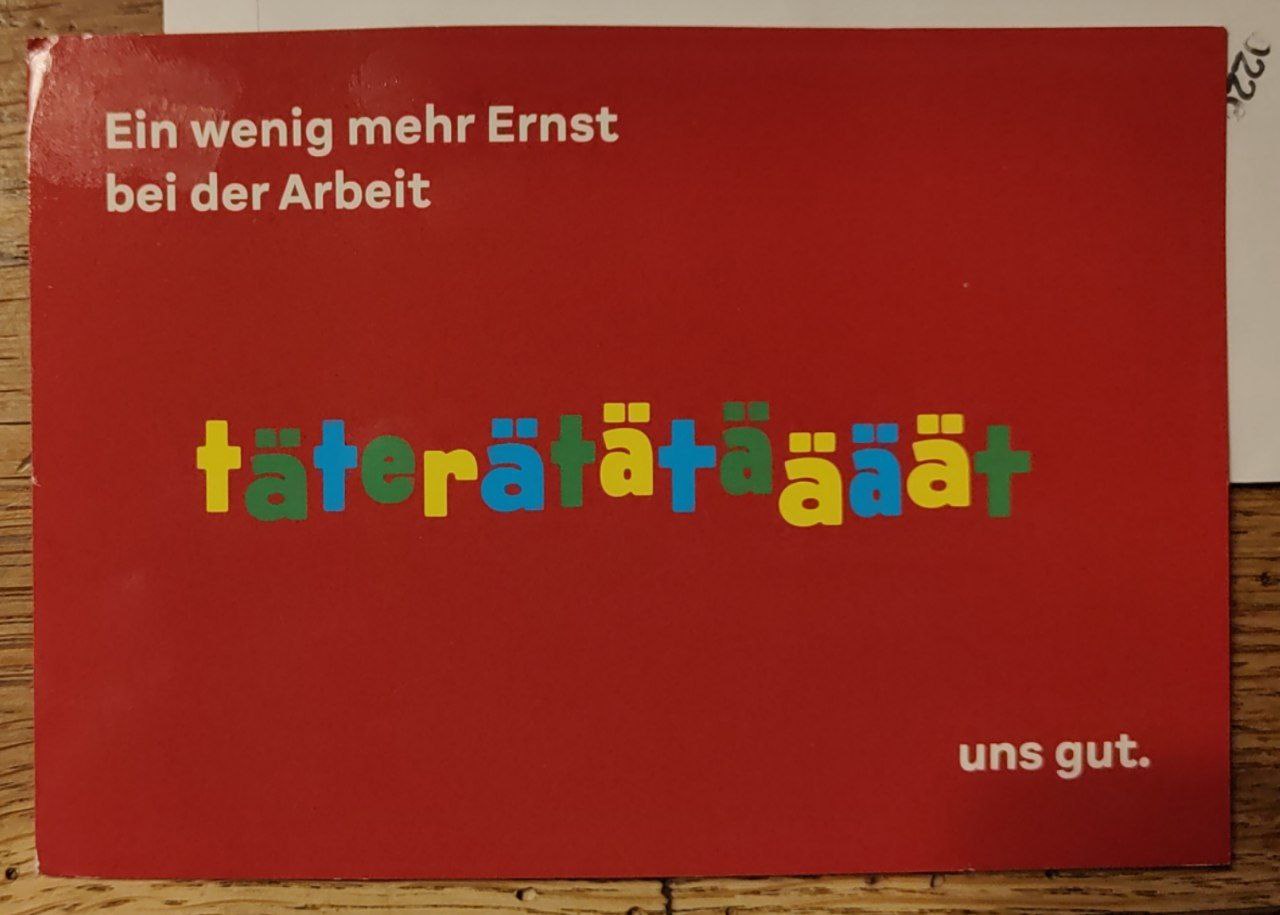 Ein wenig mehr Ernst
bei der Arbeit
täterätätäääät
uns gut.